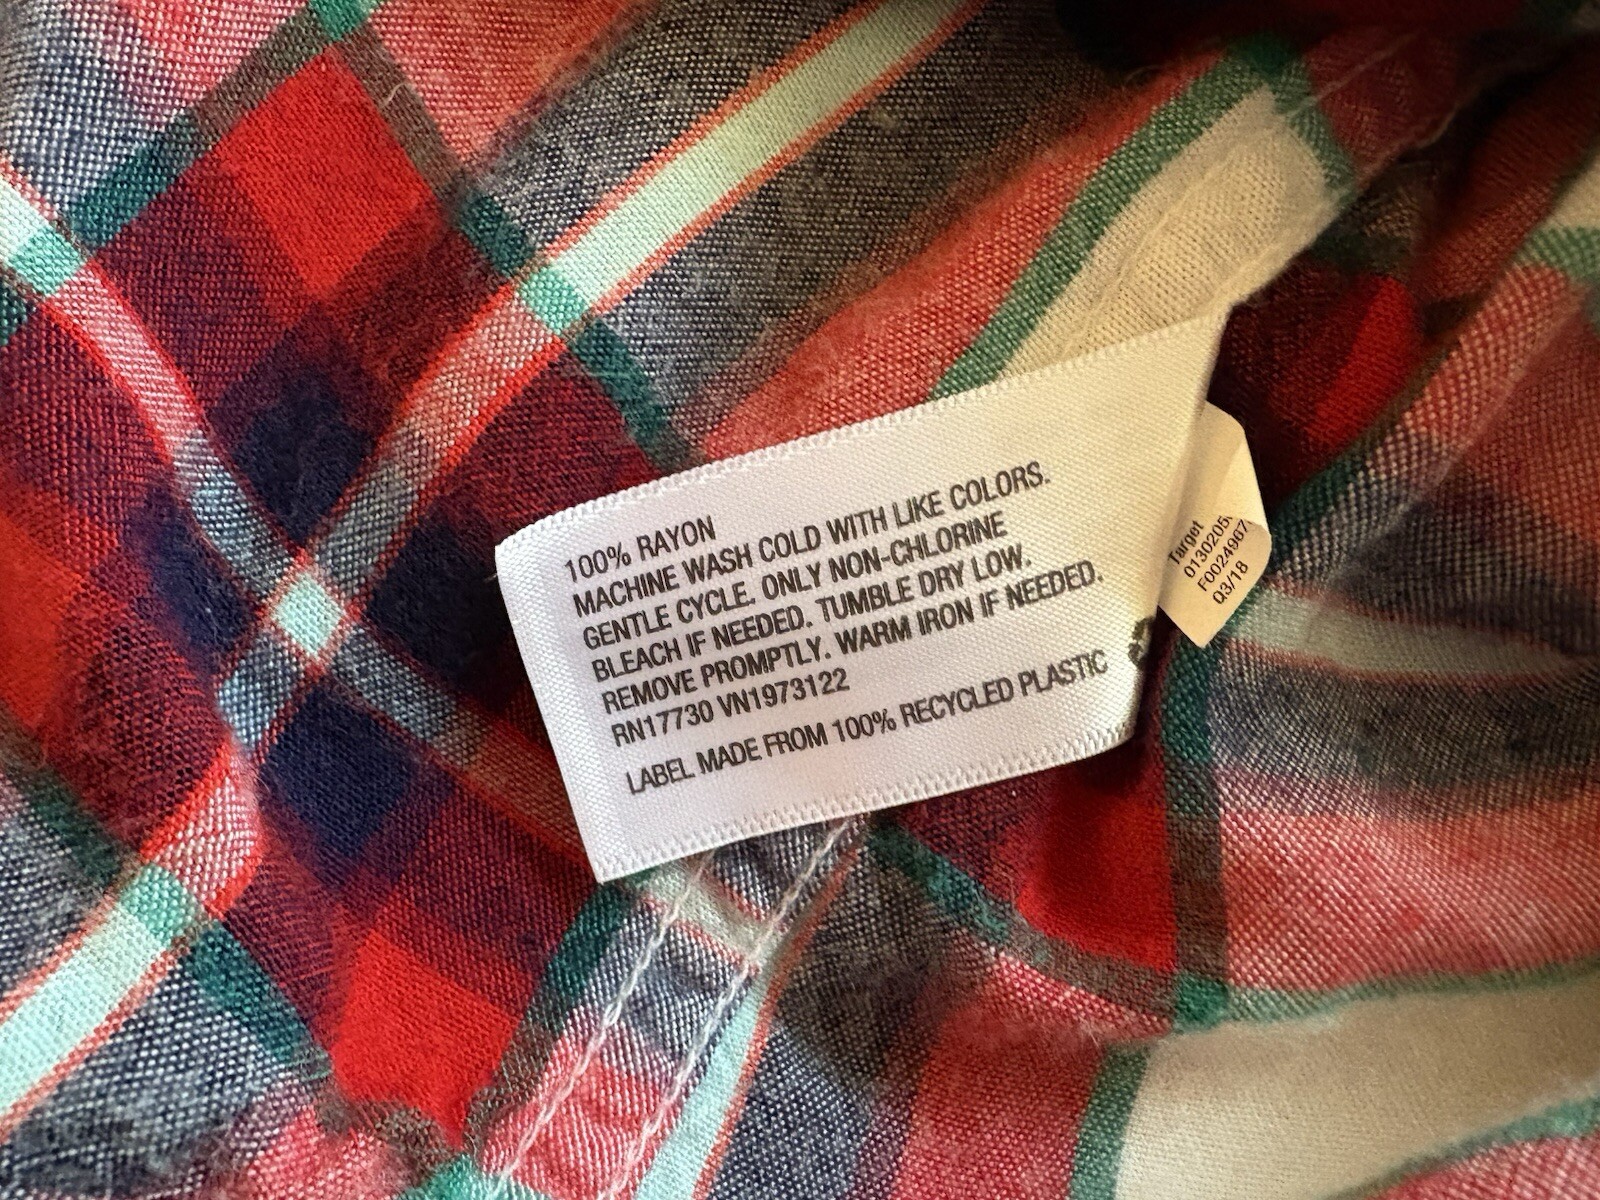 100% RAYON
MACHINE WASH COLD WITH LIKE COLORS.
GENTLE CYCLE. ONLY NON-CHLORINE
BLEACH IF NEEDED. TUMBLE DRY LOW.
REMOVE PROMPTLY. WARM IRON IF NEEDED.
RN17730 VN1973122
LABEL MADE FROM 100% RECYCLED PLASTIC
Target
Q3/18